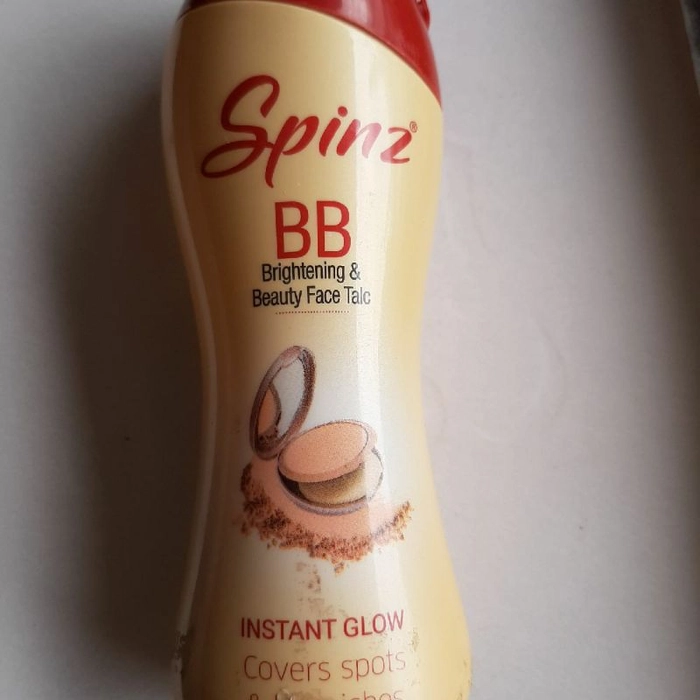 Spinz®
BB
Brightening &
Beauty Face Talc
INSTANT GLOW
Covers spots
&